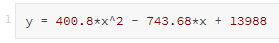 1 y = 400.8*x^2 - 743.68*x + 13988